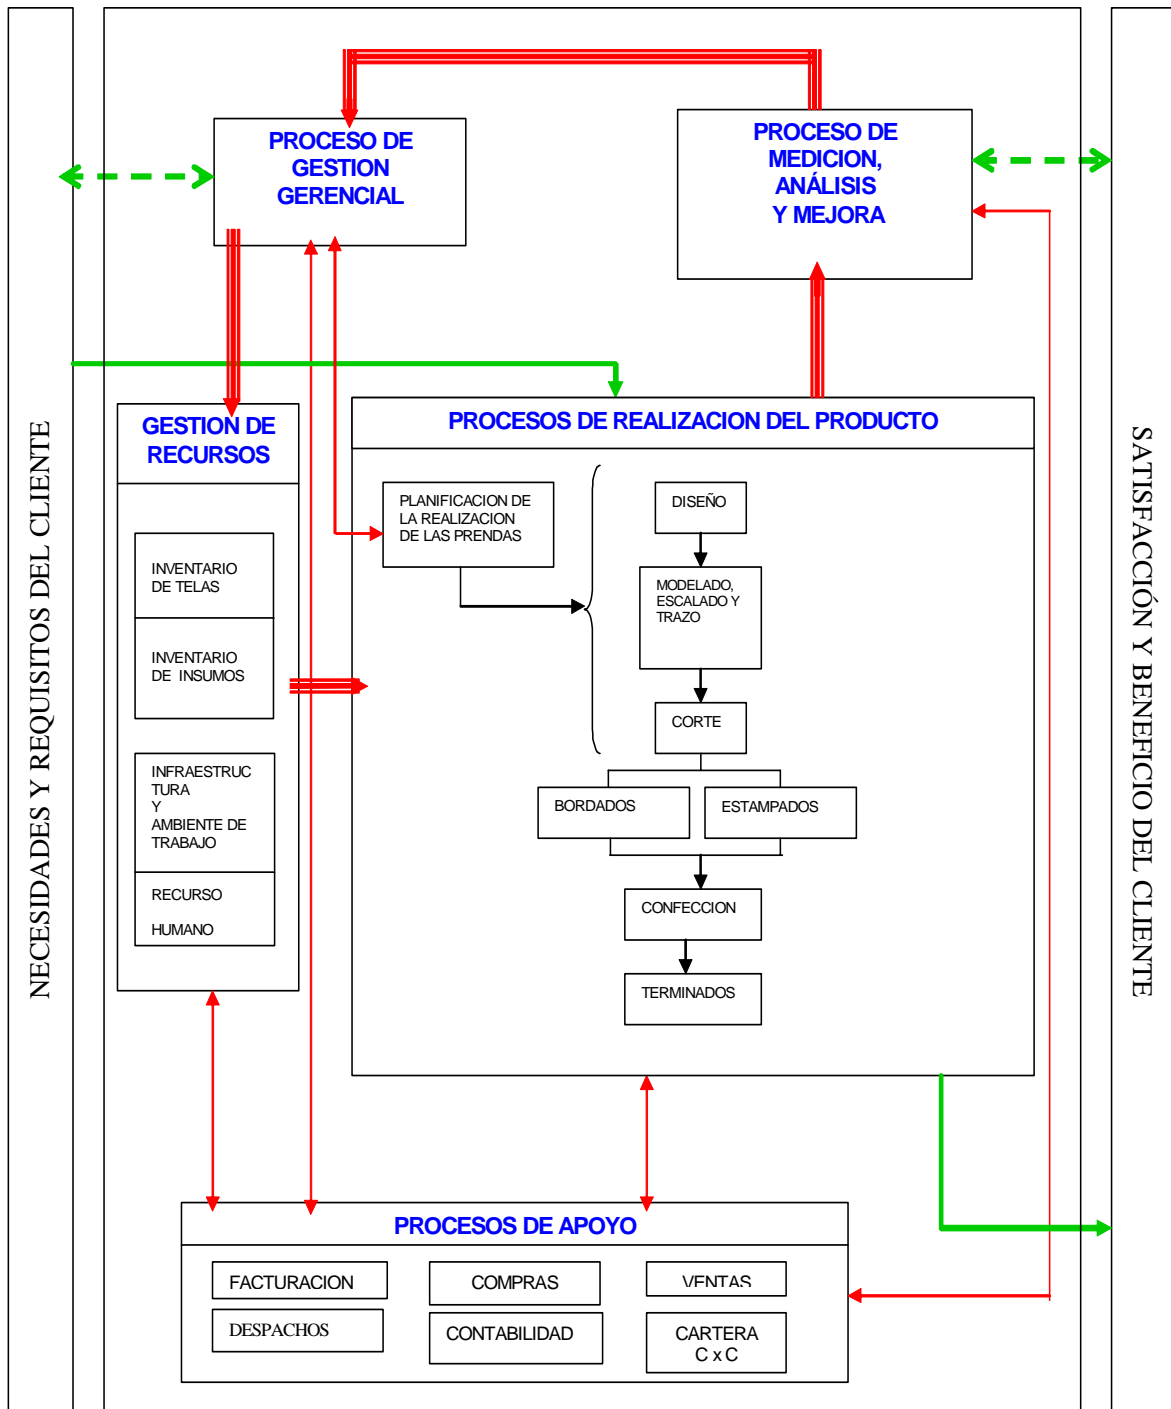 NECESIDADES Y REQUISITOS DEL CLIENTE
PROCESO DE
GESTION
GERENCIAL
PROCESO DE
MEDICION,
ANÁLISIS
Y MEJORA
GESTION DE
RECURSOS
INVENTARIO
DE TELAS
INVENTARIO
DE INSUMOS
INFRAESTRUC
TURA
Y
AMBIENTE DE
TRABAJO
RECURSO
HUMANO
PROCESOS DE REALIZACION DEL PRODUCTO
PLANIFICACION DE
LA REALIZACION
DE LAS PRENDAS
DISEÑO
MODELADO,
ESCALADO Y
TRAZO
CORTE
BORDADOS
ESTAMPADOS
CONFECCION
TERMINADOS
PROCESOS DE APOYO
FACTURACION
COMPRAS
VENTAS
DESPACHOS
CONTABILIDAD
CARTERA
C x C
SATISFACCIÓN Y BENEFICIO DEL CLIENTE